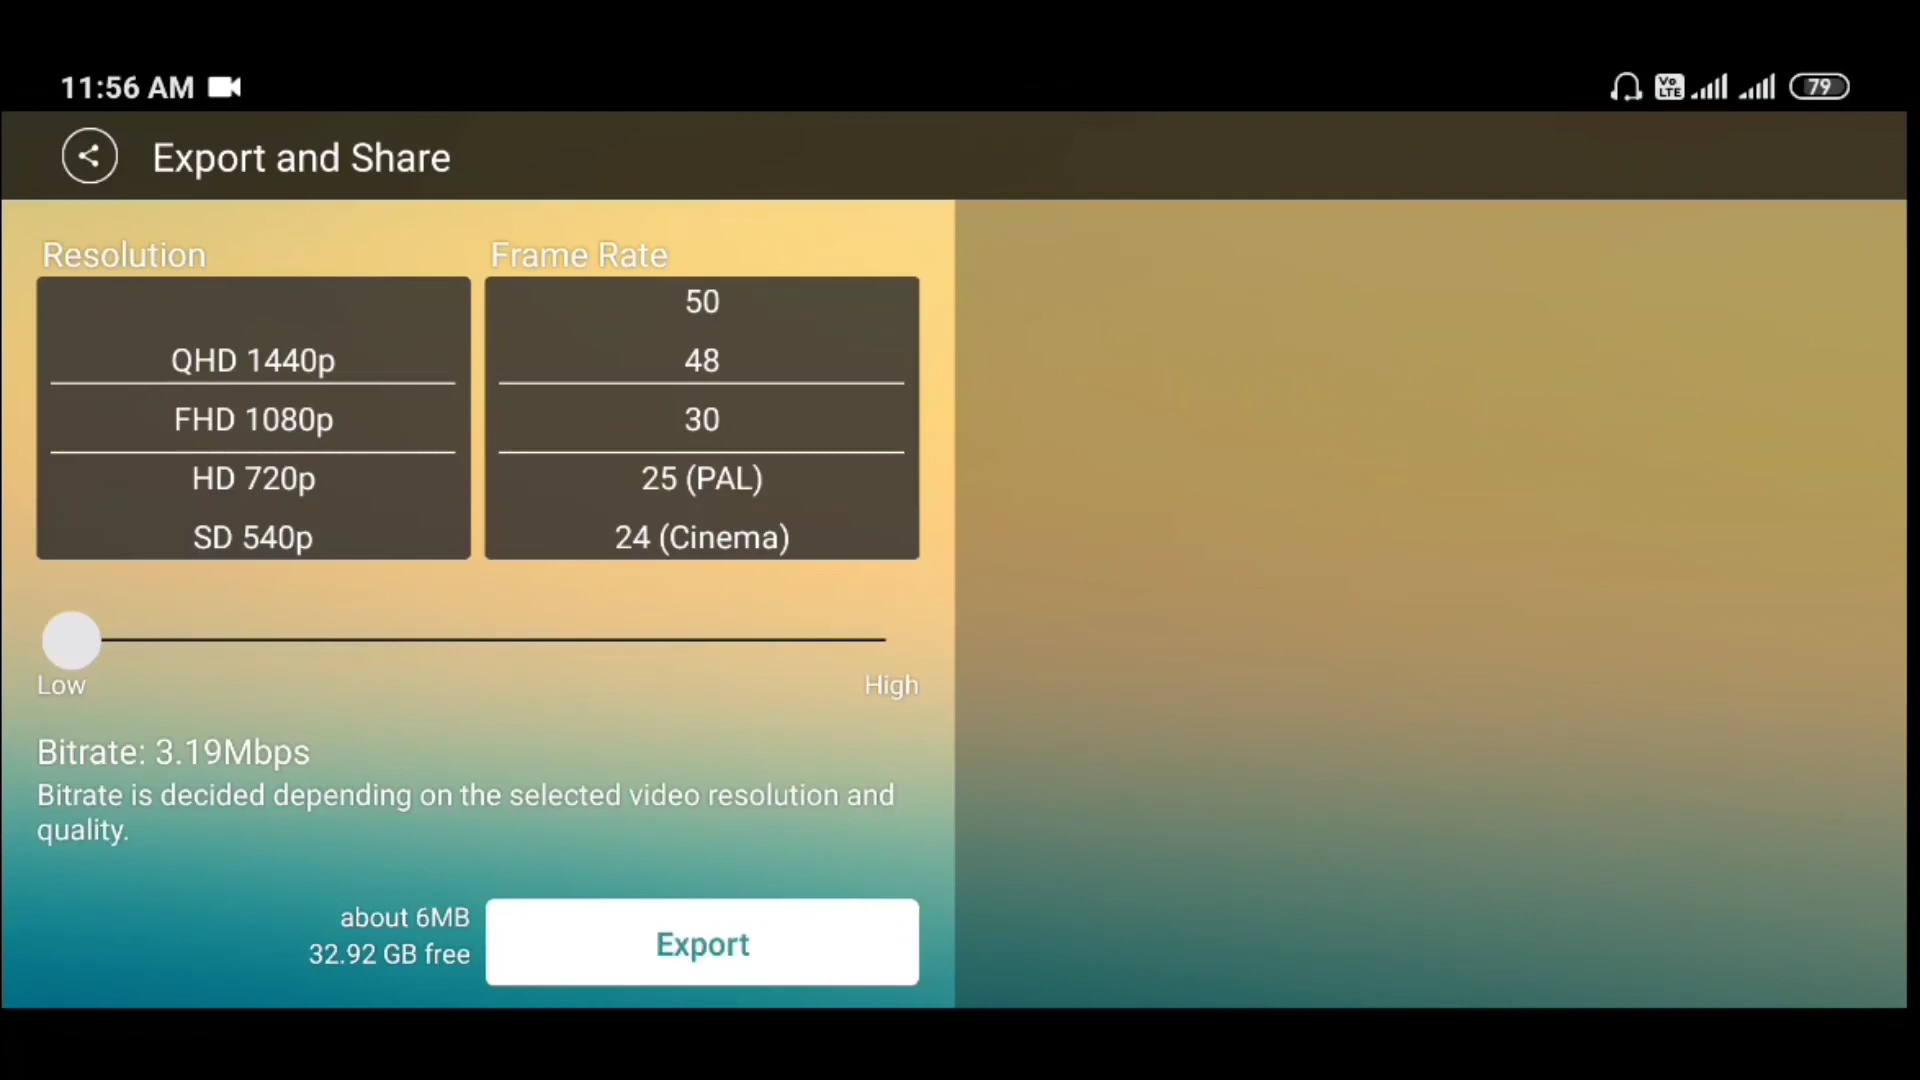 11:56 AM
Vo LTE
79
Export and Share
Resolution
Frame Rate
QHD 1440p
FHD 1080p
HD 720p
SD 540p
50
48
30
25 (PAL)
24 (Cinema)
Low
High
Bitrate: 3.19Mbps
Bitrate is decided depending on the selected video resolution and
quality.
about 6MB
32.92 GB free
Export